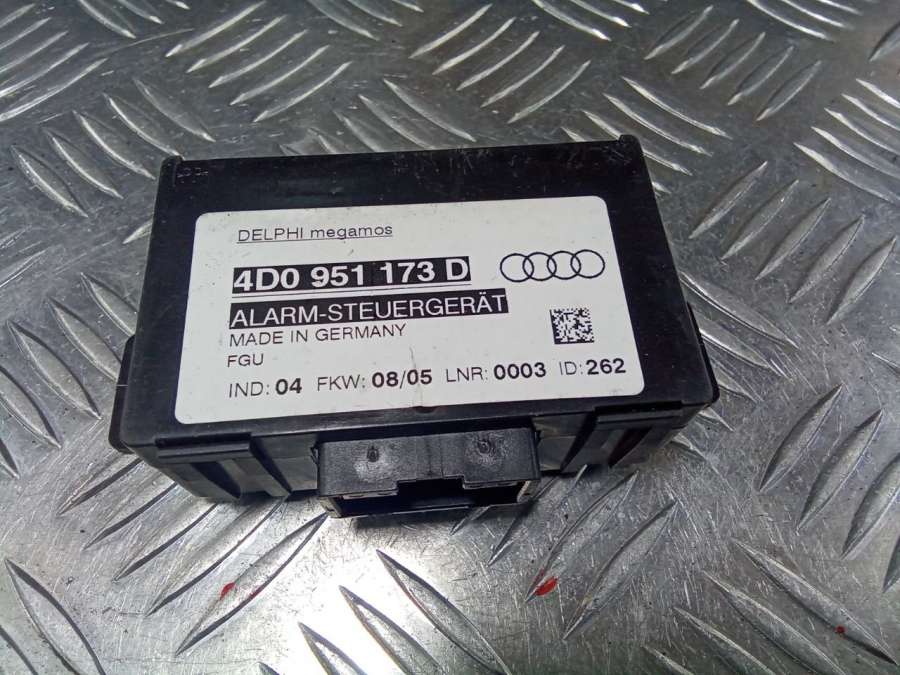 DELPHI megamos
4D0 951 173 D
ALARM-STEUERGERÄT
MADE IN GERMANY
FGU
IND: 04 FKW: 08/05 LNR: 0003 ID: 262